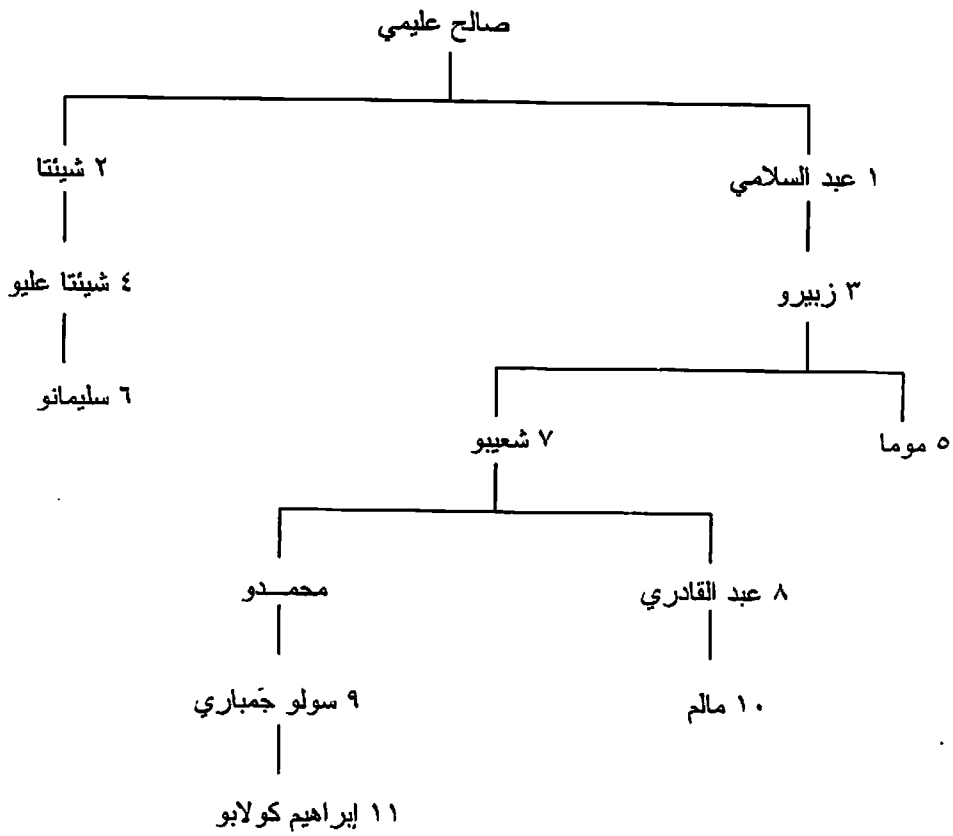 صالح عليمي
١ عبد السلامي
٢ شيئتا
٣ زبيرو
٤ شيئتا عليو
٥ موما
٦ سليمانو
٧ شعيبو
٨ عبد القادري
محمدو
١٠ مالم
٩ سولو جَمباري
١١ إبراهيم كولابو